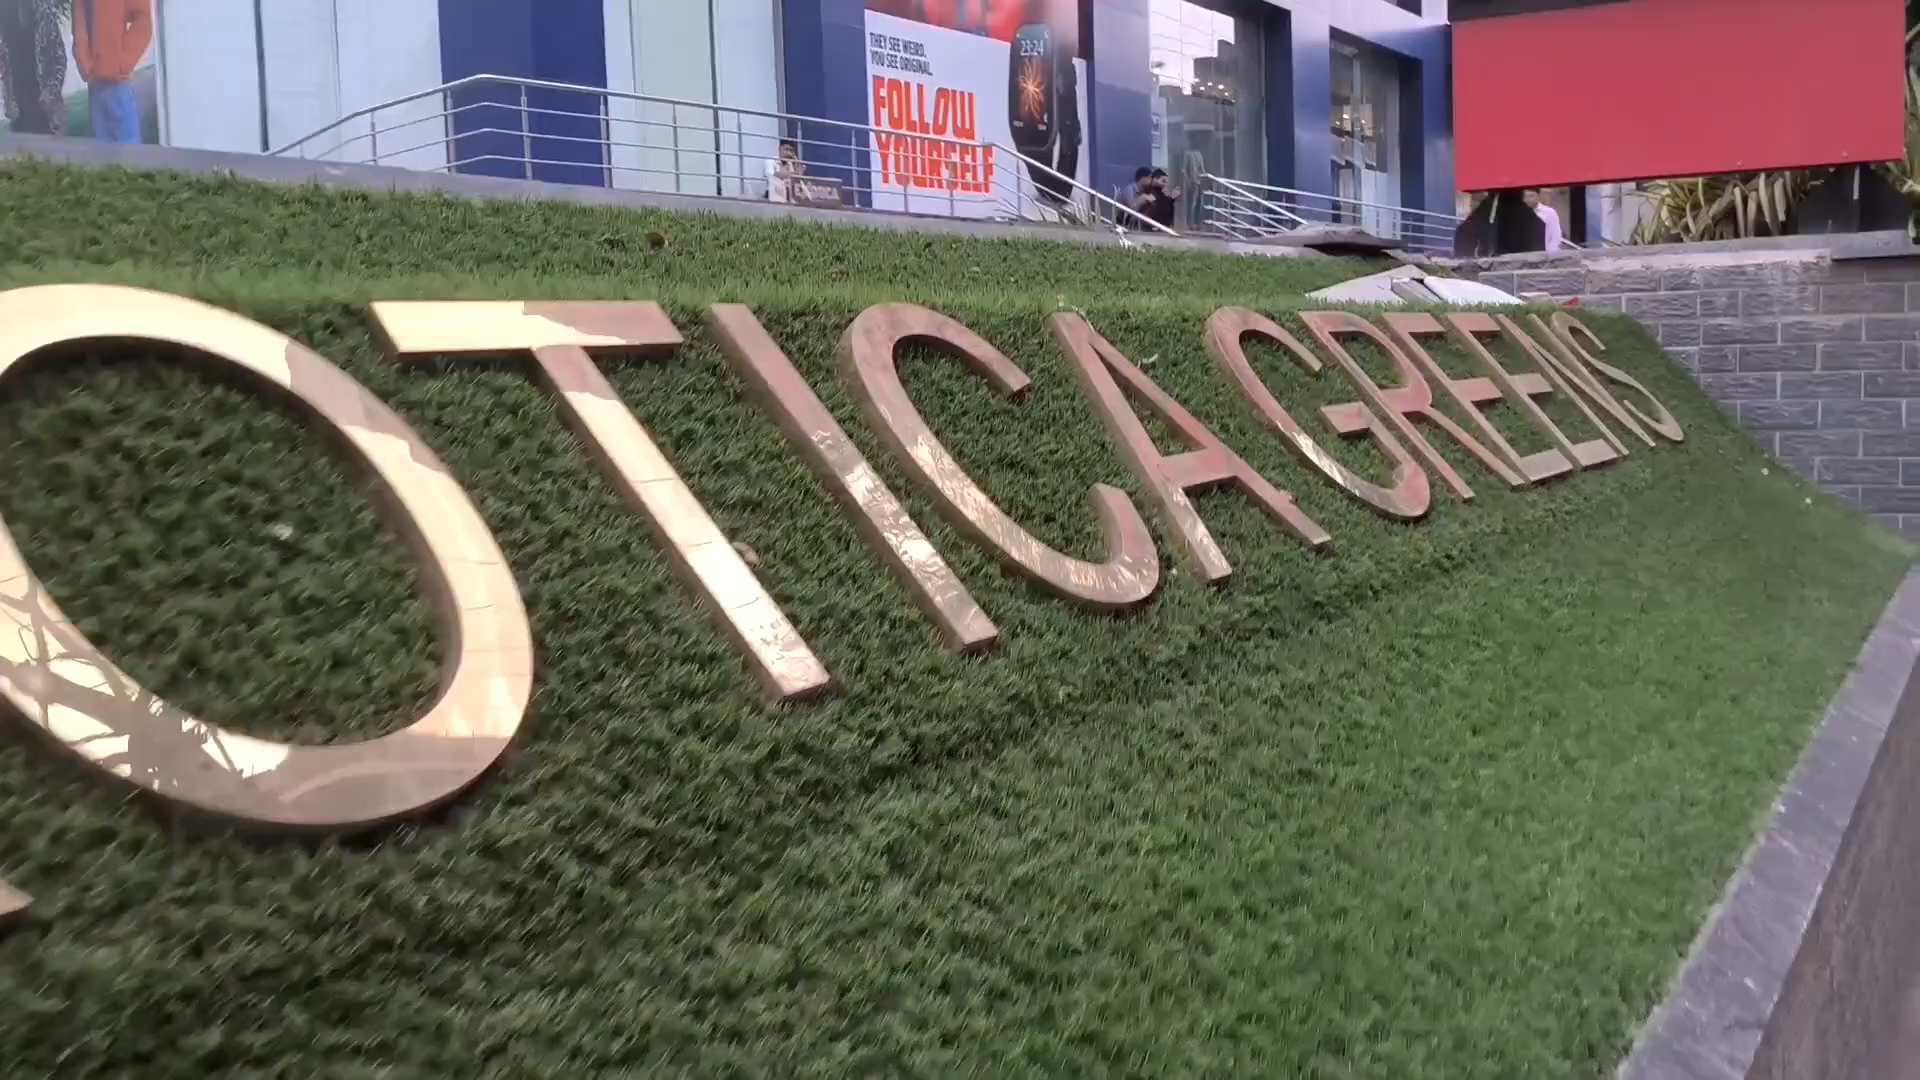 THEY SEE WEIRD.
YOU SEE ORIGINAL.
FOLLOW
YOURSELF
23:24
OTICA GREENS